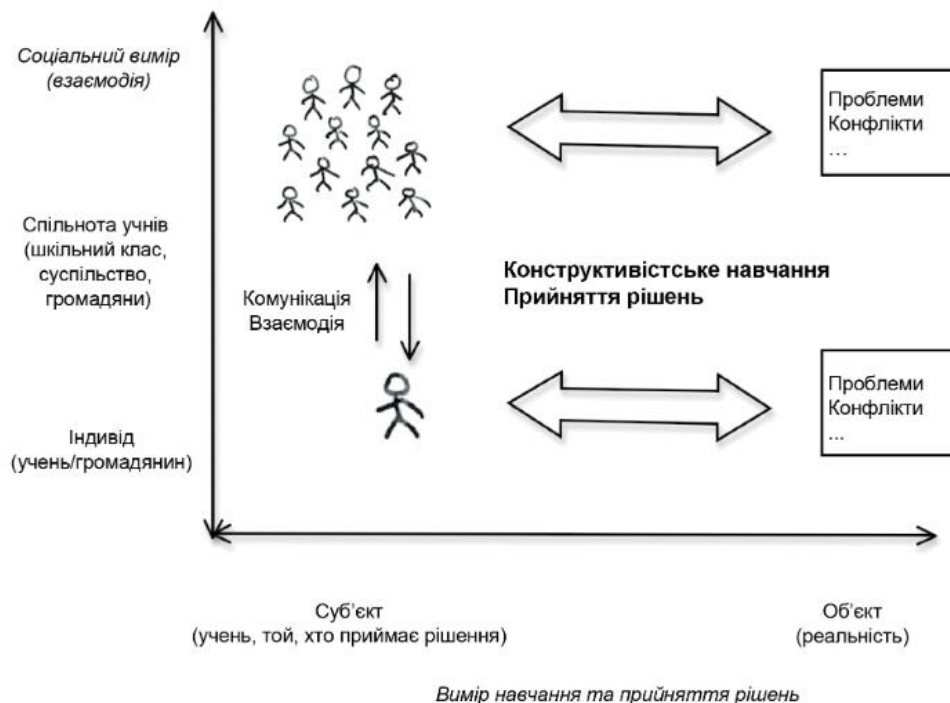 Соціальний вимір
(взаємодія)
Проблеми
Конфлікти
…
Спільнота учнів
(шкільний клас,
суспільство,
громадяни)
Конструктивістське навчання
Прийняття рішень
Комунікація
Взаємодія
Проблеми
Конфлікти
...
Індивід
(учень/громадянин)
Суб’єкт
(учень, той, хто приймає рішення)
Об’єкт
(реальність)
Вимір навчання та прийняття рішень